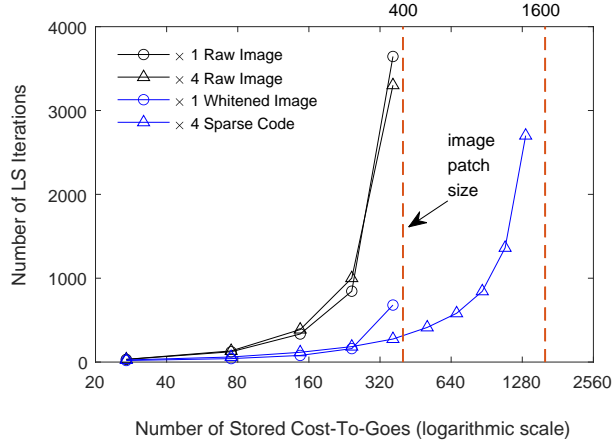 400
1600
4000
3000
2000
1000
0
Number of LS Iterations
× 1 Raw Image
× 4 Raw Image
× 1 Whitened Image
× 4 Sparse Code
image
patch
size
20
40
80
160
320
640
1280
2560
Number of Stored Cost-To-Goes (logarithmic scale)